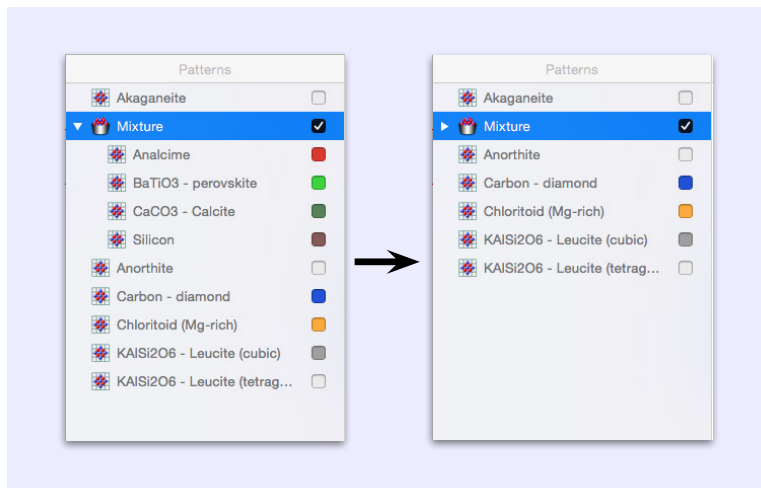 Patterns
Akaganeite
Mixture
Analcime
BaTiO3 - perovskite
CaCO3 - Calcite
Silicon
Anorthite
Carbon - diamond
Chloritoid (Mg-rich)
KAlSi2O6 - Leucite (cubic)
KAlSi2O6 - Leucite (tetrag...
Patterns
Akaganeite
Mixture
Anorthite
Carbon - diamond
Chloritoid (Mg-rich)
KAlSi2O6 - Leucite (cubic)
KAlSi2O6 - Leucite (tetrag...